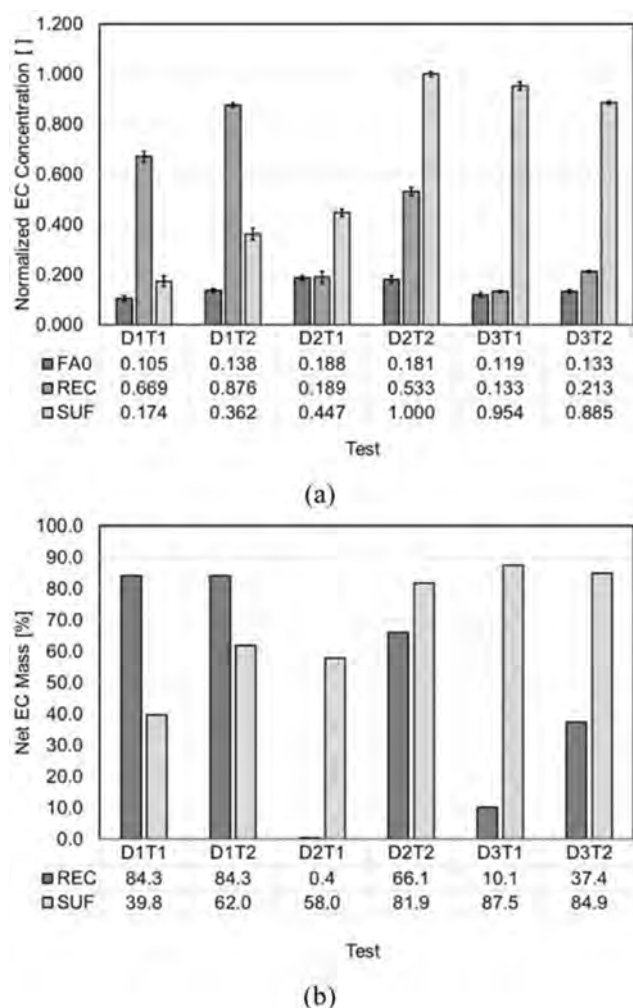 (a)
Normalized EC Concentration [ ]
1.200
1.000
0.800
0.600
0.400
0.200
0.000
D1T1 D1T2 D2T1 D2T2 D3T1 D3T2
FA0 0.105 0.138 0.188 0.181 0.119 0.133
REC 0.669 0.876 0.189 0.533 0.133 0.213
SUF 0.174 0.362 0.447 1.000 0.954 0.885
Test
(a)
Net EC Mass [%]
100.0
90.0
80.0
70.0
60.0
50.0
40.0
30.0
20.0
10.0
0.0
D1T1 D1T2 D2T1 D2T2 D3T1 D3T2
REC 84.3 84.3 0.4 66.1 10.1 37.4
SUF 39.8 62.0 58.0 81.9 87.5 84.9
Test
(b)